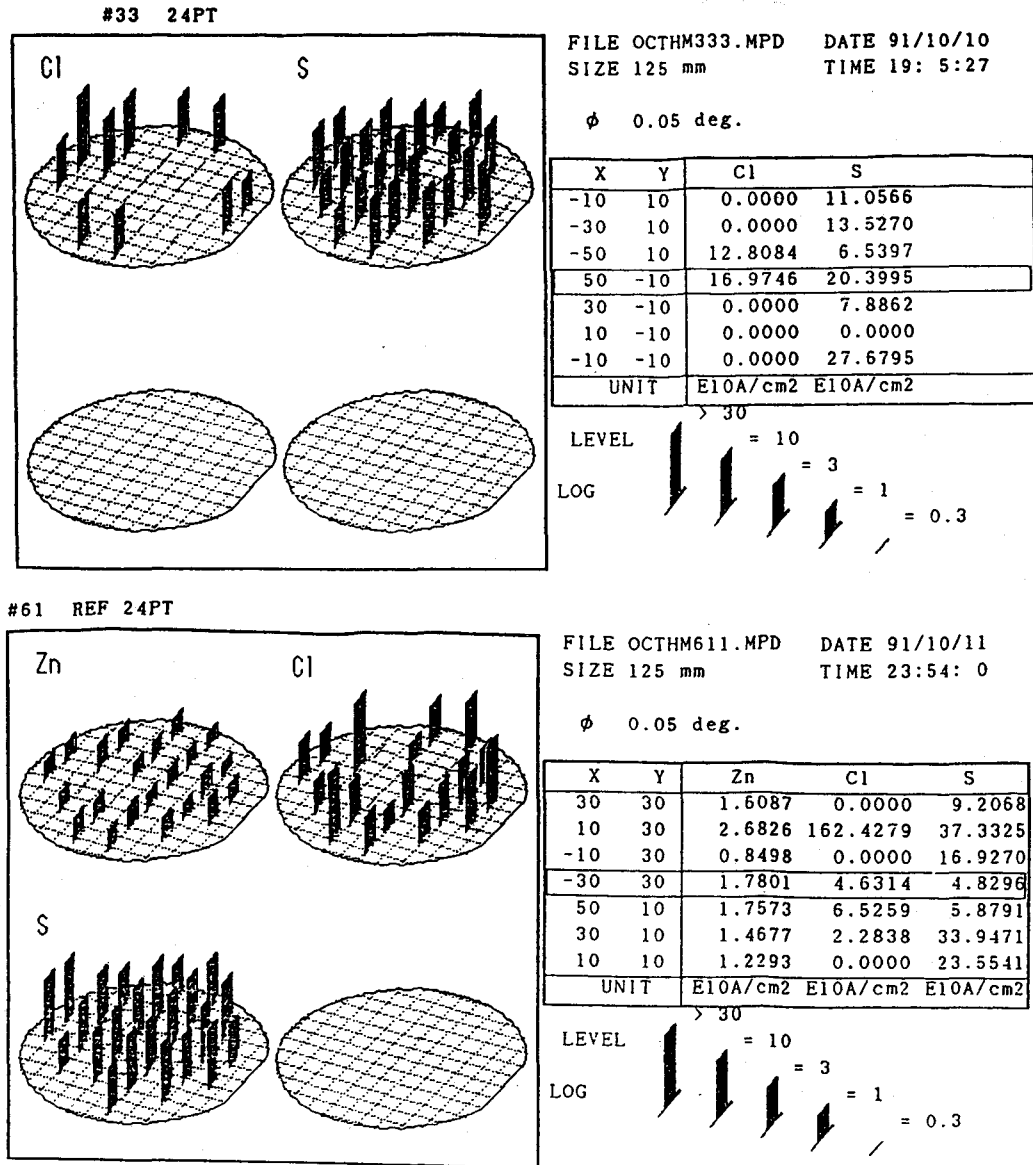 #33 24PT
Cl S
FILE OCTHM333.MPD DATE 91/10/10
SIZE 125 mm TIME 19: 5:27
φ 0.05 deg.
X Y Cl S
-10 10 0.0000 11.0566
-30 10 0.0000 13.5270
-50 10 12.8084 6.5397
50 -10 16.9746 20.3995
30 -10 0.0000 7.8862
10 -10 0.0000 0.0000
-10 -10 0.0000 27.6795
UNIT E10A/cm2 E10A/cm2
> 30
LEVEL = 10
= 3
LOG = 1
= 0.3
#61 REF 24PT
Zn Cl
S
FILE OCTHM611.MPD DATE 91/10/11
SIZE 125 mm TIME 23:54: 0
φ 0.05 deg.
X Y Zn Cl S
30 30 1.6087 0.0000 9.2068
10 30 2.6826 162.4279 37.3325
-10 30 0.8498 0.0000 16.9270
-30 30 1.7801 4.6314 4.8296
50 10 1.7573 6.5259 5.8791
30 10 1.4677 2.2838 33.9471
10 10 1.2293 0.0000 23.5541
UNIT E10A/cm2 E10A/cm2 E10A/cm2
> 30
LEVEL = 10
= 3
LOG = 1
= 0.3